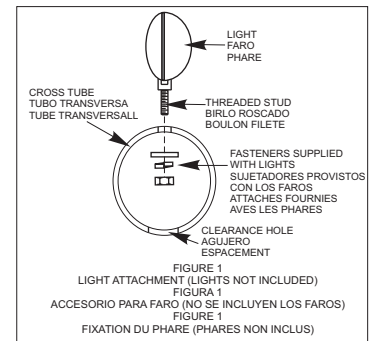 LIGHT
FARO
PHARE
CROSS TUBE
TUBO TRANSVERSA
TUBE TRANSVERSALL
THREADED STUD
BIRLO ROSCADO
BOULON FILETE
FASTENERS SUPPLIED
WITH LIGHTS
SUJETADORES PROVISTOS
CON LOS FAROS
ATTACHES FOURNIES
AVES LES PHARES
CLEARANCE HOLE
AGUJERO
ESPACEMENT
FIGURE 1
LIGHT ATTACHMENT (LIGHTS NOT INCLUDED)
FIGURA 1
ACCESORIO PARA FARO (NO SE INCLUYEN LOS FAROS)
FIGURE 1
FIXATION DU PHARE (PHARES NON INCLUS)